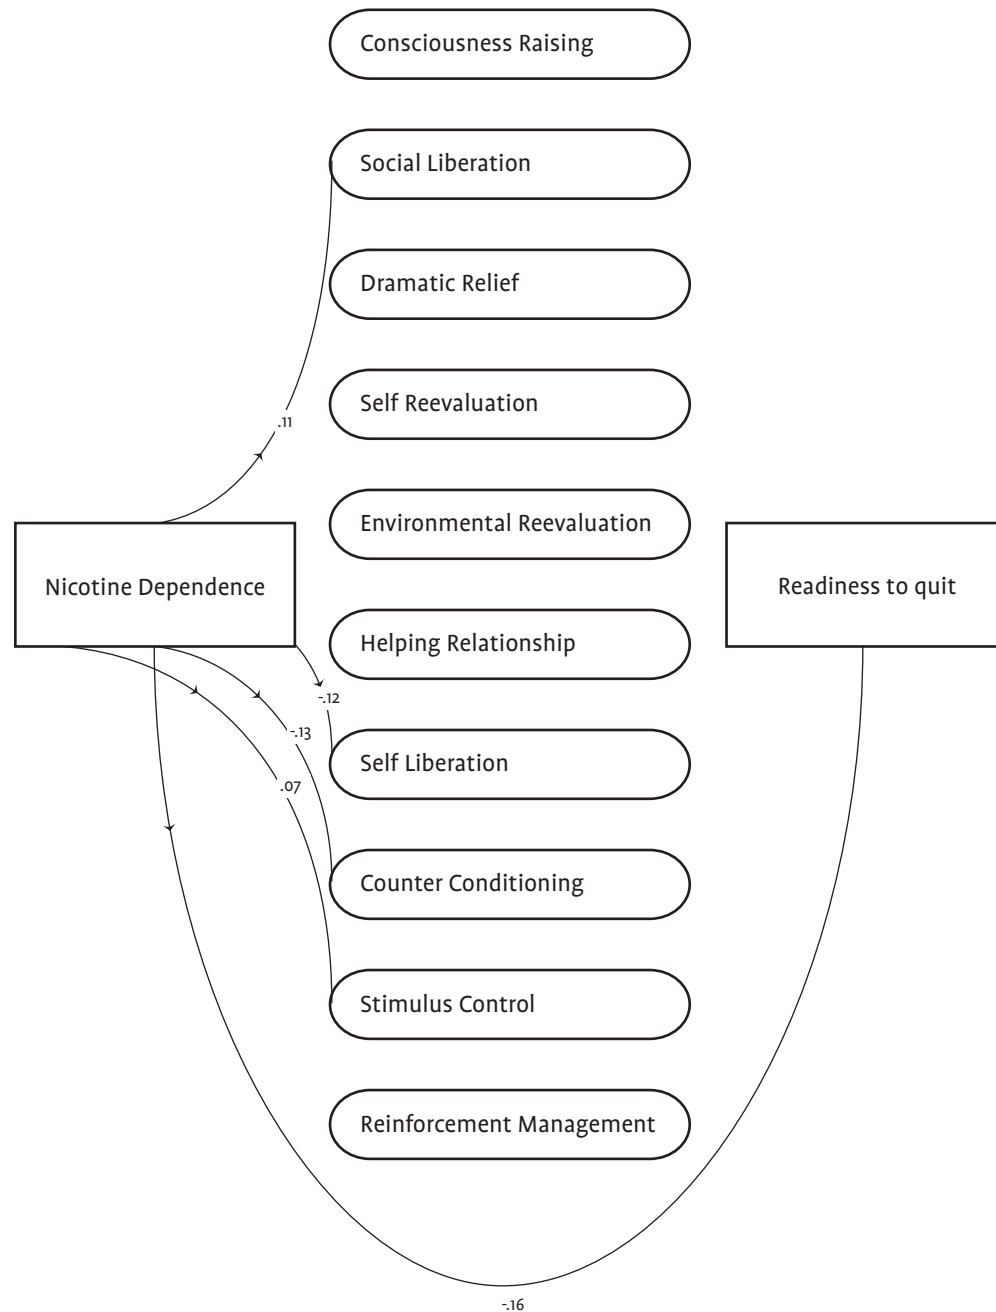 Consciousness Raising
Social Liberation
Dramatic Relief
Self Reevaluation
.11
Environmental Reevaluation
Nicotine Dependence
Readiness to quit
Helping Relationship
-.12
-.13
Self Liberation
.07
Counter Conditioning
Stimulus Control
Reinforcement Management
-.16